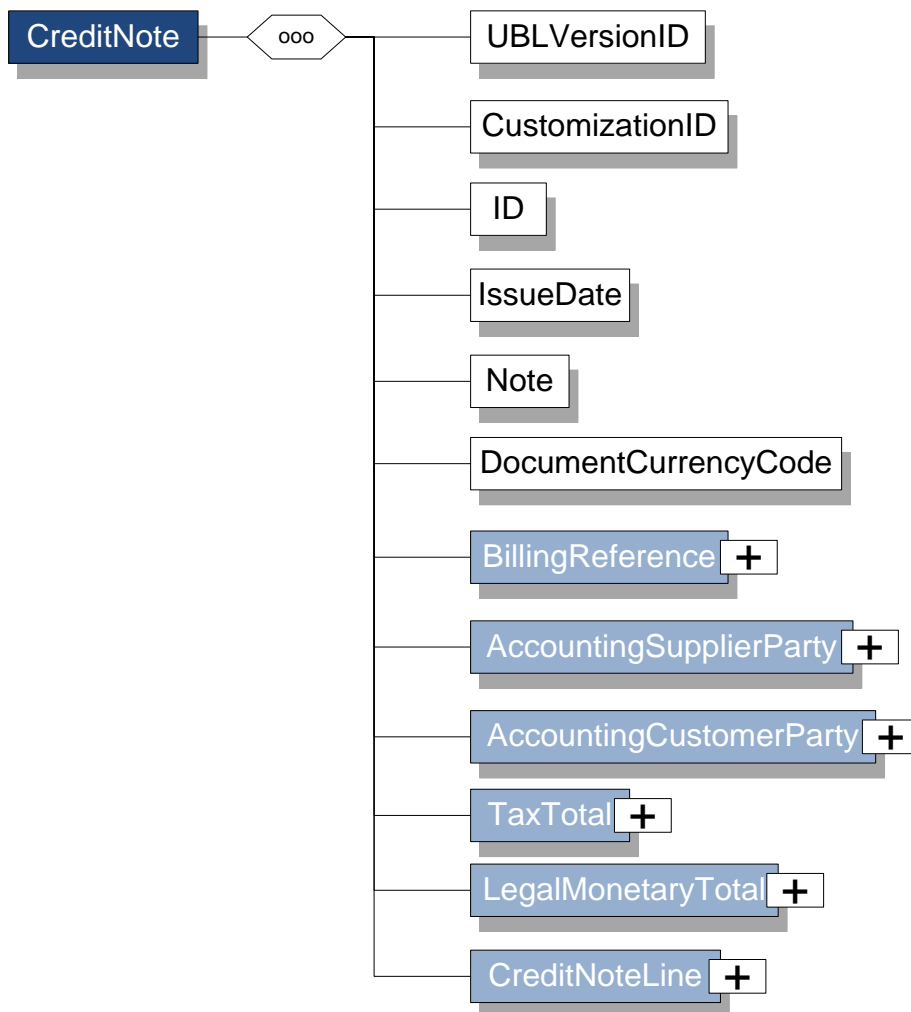 CreditNote
ooo
UBLVersionID
CustomizationID
ID
IssueDate
Note
DocumentCurrencyCode
BillingReference +
AccountingSupplierParty +
AccountingCustomerParty +
TaxTotal +
LegalMonetaryTotal +
CreditNoteLine +